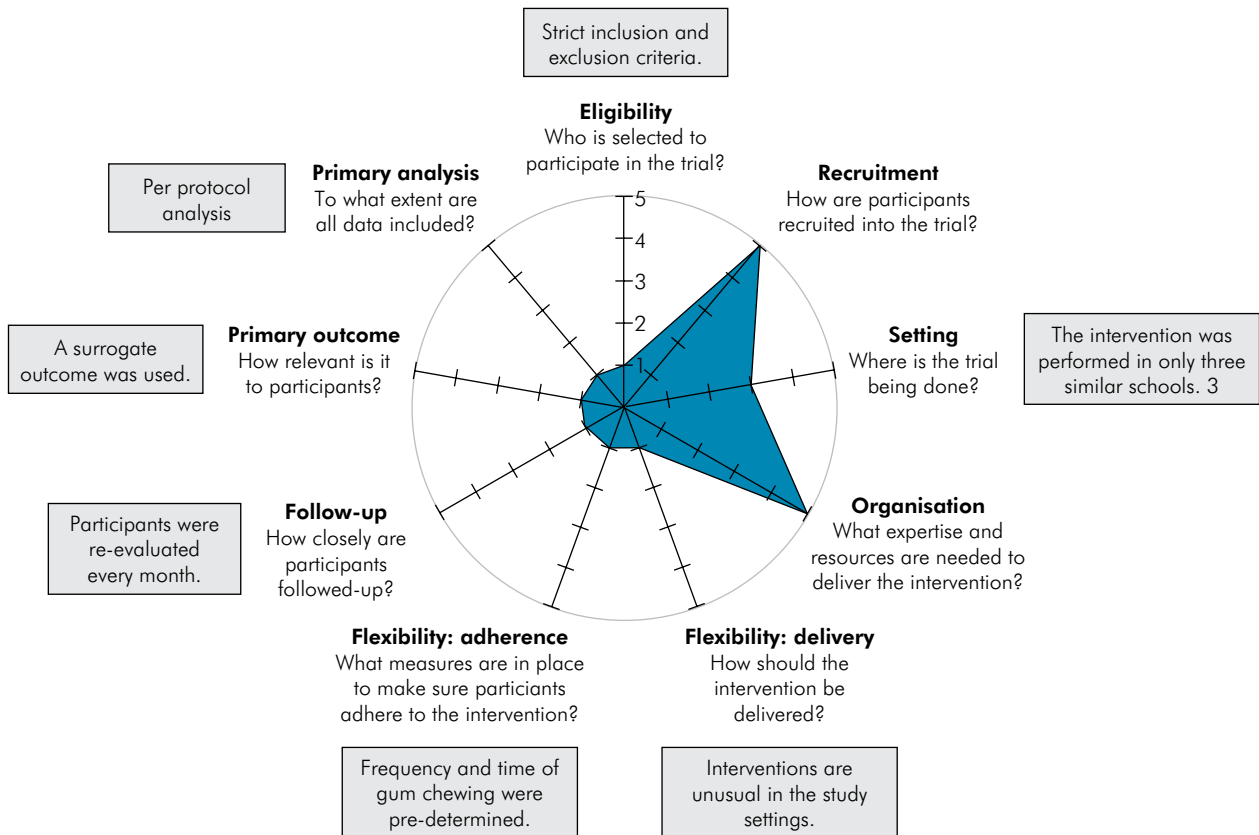 Strict inclusion and
exclusion criteria.
Eligibility
Who is selected to
participate in the trial?
Per protocol
analysis
Primary analysis
To what extent are
all data included?
Recruitment
How are participants
recruited into the trial?
5
4
3
2
1
A surrogate
outcome was used.
Primary outcome
How relevant is it
to participants?
Setting
Where is the trial
being done?
The intervention was
performed in only three
similar schools. 3
Participants were
re-evaluated
every month.
Follow-up
How closely are
participants
followed-up?
Organisation
What expertise and
resources are needed to
deliver the intervention?
Flexibility: adherence
What measures are in place
to make sure particiants
adhere to the intervention?
Flexibility: delivery
How should the
intervention be
delivered?
Frequency and time of
gum chewing were
pre-determined.
Interventions are
unusual in the study
settings.